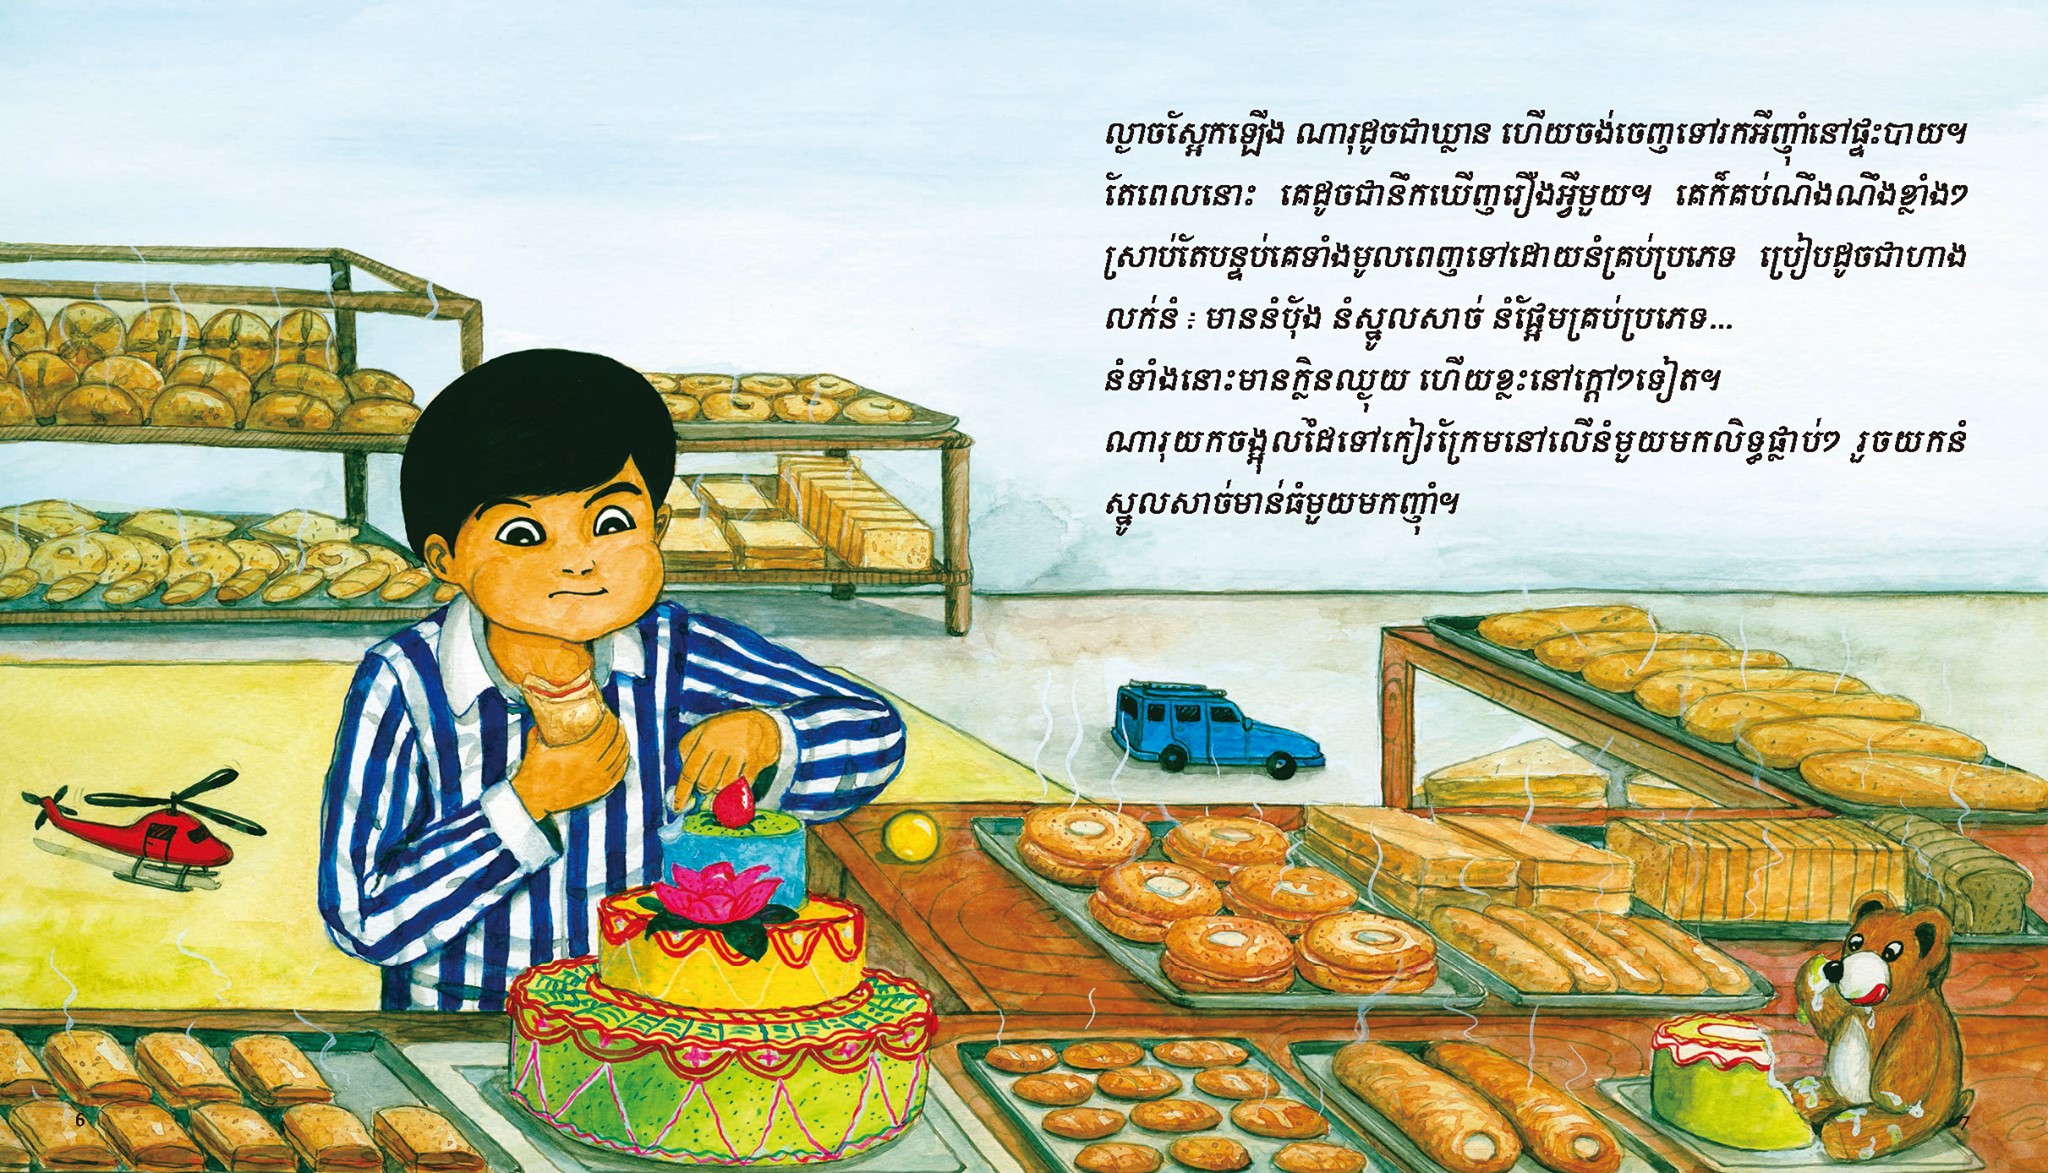 ល្ងាចស្អែកឡើង ណារុដូចជាឃ្លាន ហើយចង់ចេញទៅរកអីញ៉ាំនៅផ្ទះបាយ។
តែពេលនោះ គេដូចជានឹកឃើញរឿងអ្វីមួយ។ គេក៏គប់ណឹងណឹងខ្លាំងៗ
ស្រាប់តែបន្ទប់គេទាំងមូលពេញទៅដោយនំគ្រប់ប្រភេទ ប្រៀបដូចជាហាង
លក់នំ ៖ មាននំប៉័ង នំស្នូលសាច់ នំផ្អែមគ្រប់ប្រភេទ...
នំទាំងនោះមានក្លិនឈ្ងុយ ហើយខ្លះនៅក្ដៅៗទៀត។
ណារុយកចង្អុលដៃទៅកៀរក្រែមនៅលើនំមួយមកលិទ្ធផ្លាប់ៗ រួចយកនំ
ស្នូលសាច់មាន់ធំមួយមកញ៉ាំ។
6
7